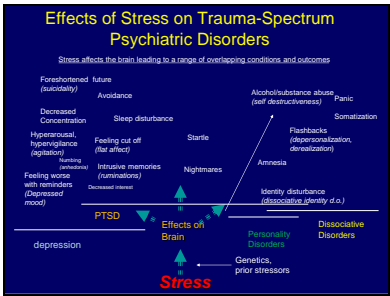 Effects of Stress on Trauma-Spectrum
Psychiatric Disorders
Stress affects the brain leading to a range of overlapping conditions and outcomes
Foreshortened future
(suicidality)
Avoidance
Decreased
Concentration
Sleep disturbance
Hyperarousal,
hypervigilance
(agitation)
Feeling cut off
(flat affect)
Startle
Numbing
(anhedonia)
Intrusive memories
(ruminations)
Nightmares
Feeling worse
with reminders
(Depressed
mood)
Decreased interest
Alcohol/substance abuse
(self destructiveness)
Panic
Somatization
Flashbacks
(depersonalization,
derealization)
Amnesia
Identity disturbance
(dissociative identity d.o.)
PTSD
Effects on
Brain
depression
Personality
Disorders
Dissociative
Disorders
Genetics,
prior stressors
Stress